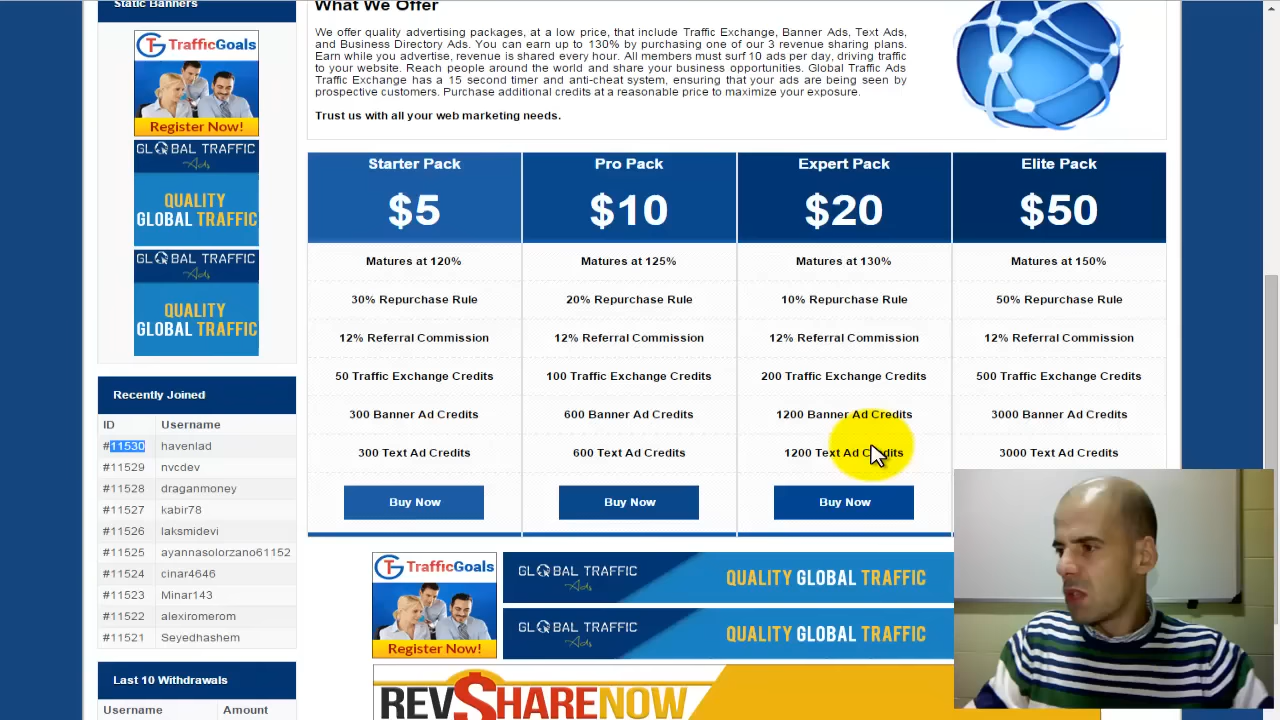 Static Banners
TG TrafficGoals
Register Now!
GLOBAL TRAFFIC
Ads
QUALITY
GLOBAL TRAFFIC
GLOBAL TRAFFIC
Ads
QUALITY
GLOBAL TRAFFIC
Recently Joined
ID Username
#11530 havenlad
#11529 nvcdev
#11528 draganmoney
#11527 kabir78
#11526 laksmidevi
#11525 ayannasolorzano61152
#11524 cinar4646
#11523 Minar143
#11522 alexiromerom
#11521 Seyedhashem
Last 10 Withdrawals
Username Amount
What We Offer
We offer quality advertising packages, at a low price, that include Traffic Exchange, Banner Ads, Text Ads,
and Business Directory Ads. You can earn up to 130% by purchasing one of our 3 revenue sharing plans.
Earn while you advertise, revenue is shared every hour. All members must surf 10 ads per day, driving traffic
to your website. Reach people around the world and share your business opportunities. Global Traffic Ads
Traffic Exchange has a 15 second timer and anti-cheat system, ensuring that your ads are being seen by
prospective customers. Purchase additional credits at a reasonable price to maximize your exposure.
Trust us with all your web marketing needs.
Starter Pack Pro Pack Expert Pack Elite Pack
$5 $10 $20 $50
Matures at 120% Matures at 125% Matures at 130% Matures at 150%
30% Repurchase Rule 20% Repurchase Rule 10% Repurchase Rule 50% Repurchase Rule
12% Referral Commission 12% Referral Commission 12% Referral Commission 12% Referral Commission
50 Traffic Exchange Credits 100 Traffic Exchange Credits 200 Traffic Exchange Credits 500 Traffic Exchange Credits
300 Banner Ad Credits 600 Banner Ad Credits 1200 Banner Ad Credits 3000 Banner Ad Credits
300 Text Ad Credits 600 Text Ad Credits 1200 Text Ad Credits 3000 Text Ad Credits
Buy Now Buy Now Buy Now
TG TrafficGoals
Register Now!
GLOBAL TRAFFIC
Ads
QUALITY GLOBAL TRAFFIC
GLOBAL TRAFFIC
Ads
QUALITY GLOBAL TRAFFIC
REV$HARENOW